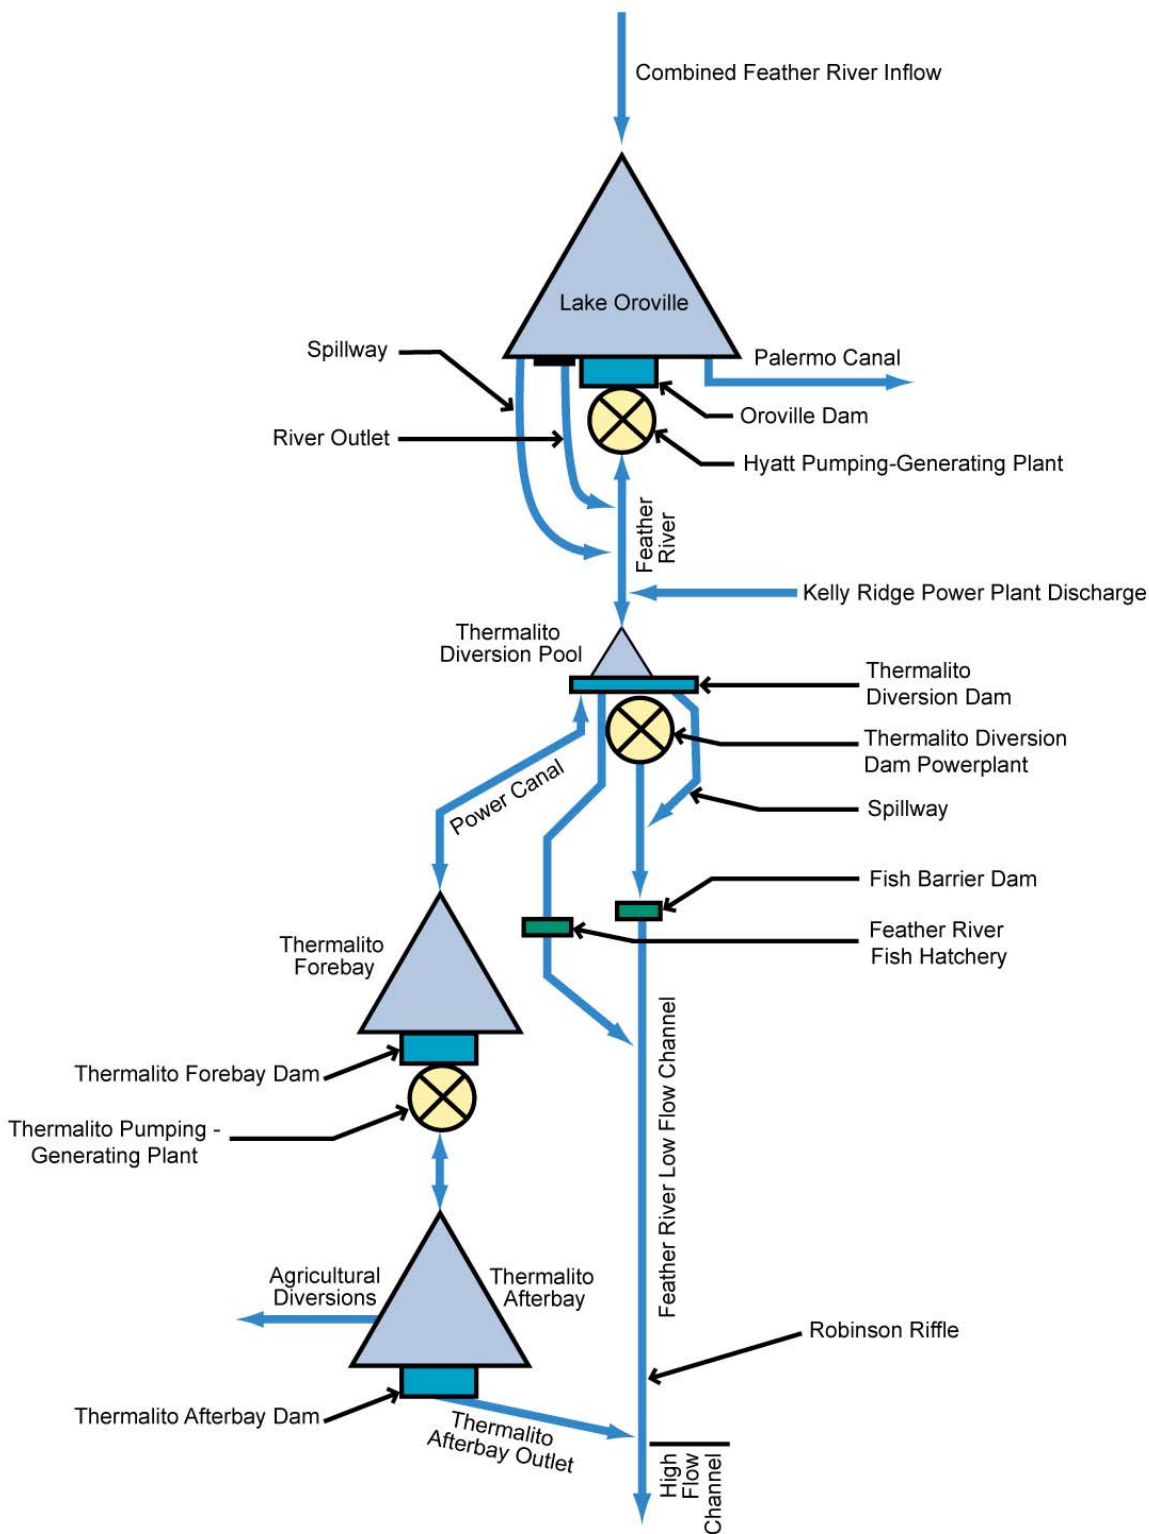 Combined Feather River Inflow
Lake Oroville
Spillway
Palermo Canal
Oroville Dam
River Outlet
Hyatt Pumping-Generating Plant
Feather
River
Kelly Ridge Power Plant Discharge
Thermalito
Diversion Pool
Thermalito
Diversion Dam
Thermalito Diversion
Dam Powerplant
Power Canal
Spillway
Fish Barrier Dam
Feather River
Fish Hatchery
Thermalito
Forebay
Thermalito Forebay Dam
Thermalito Pumping -
Generating Plant
Feather River Low Flow Channel
Agricultural
Diversions
Thermalito
Afterbay
Robinson Riffle
Thermalito Afterbay Dam
Thermalito
Afterbay Outlet
High
Flow
Channel